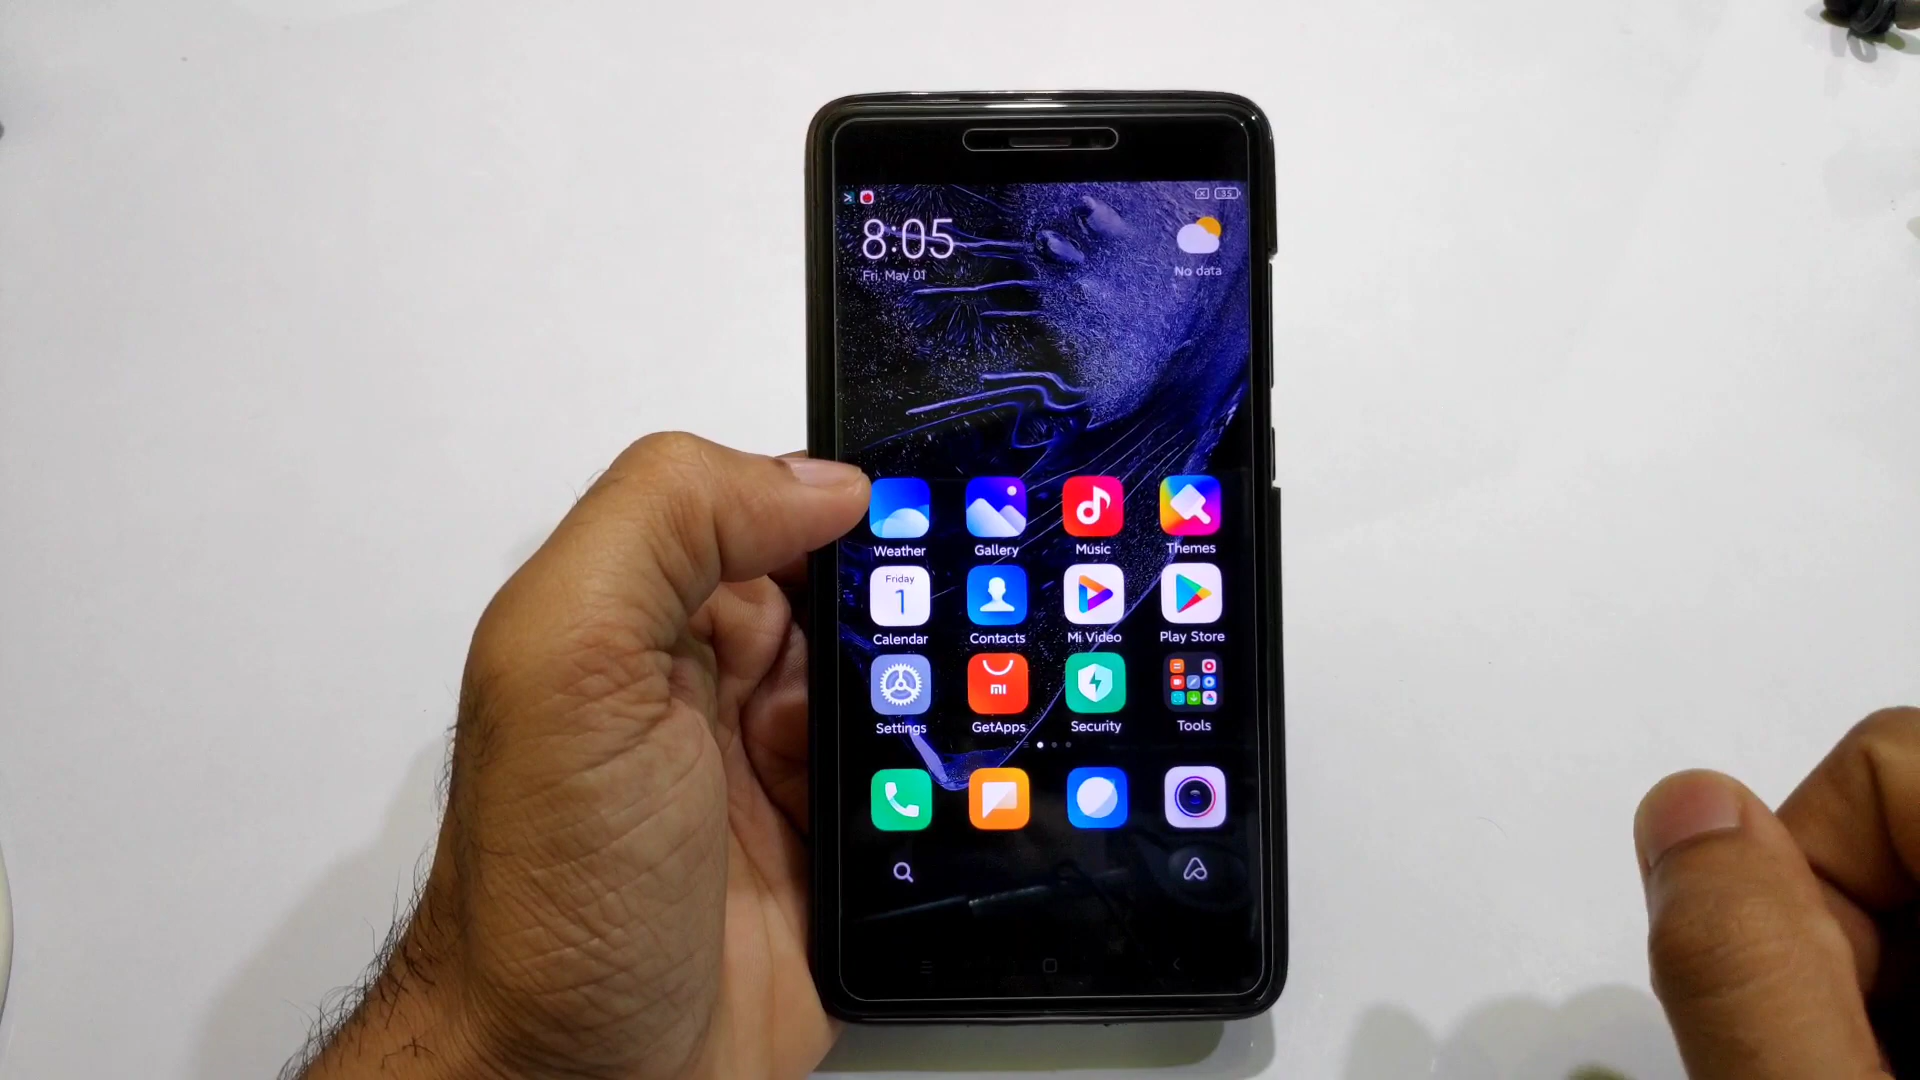 35
8:05
Fri, May 01
No data
Weather Gallery Music Themes
Friday
1
Calendar Contacts Mi Video Play Store
mi
Settings GetApps Security Tools